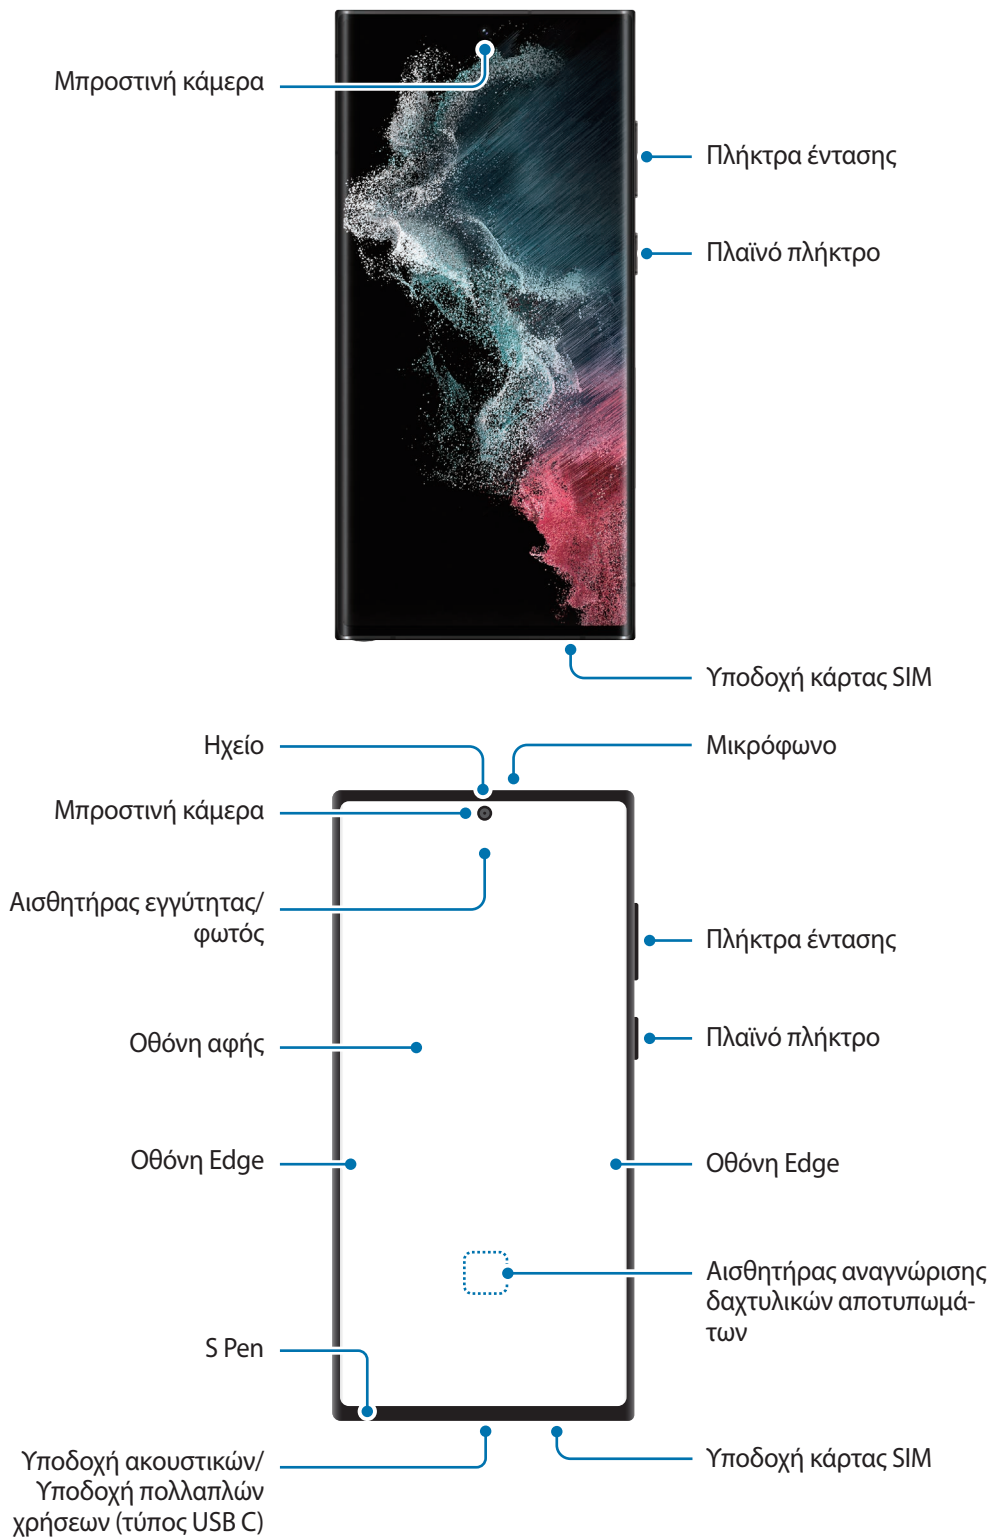 Μπροστινή κάμερα
Πλήκτρα έντασης
Πλαϊνό πλήκτρο
Υποδοχή κάρτας SIM
Ηχείο
Μικρόφωνο
Μπροστινή κάμερα
Αισθητήρας εγγύτητας/
φωτός
Πλήκτρα έντασης
Πλαϊνό πλήκτρο
Οθόνη αφής
Οθόνη Edge
Οθόνη Edge
Αισθητήρας αναγνώρισης
δαχτυλικών αποτυπωμά-
των
S Pen
Υποδοχή ακουστικών/
Υποδοχή πολλαπλών
χρήσεων (τύπος USB C)
Υποδοχή κάρτας SIM